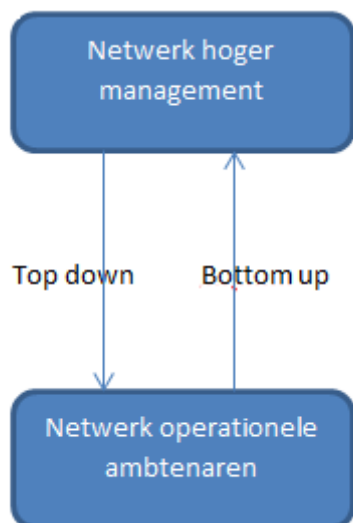 Netwerk hoger
management
Top down
Bottom up
Netwerk operationele
ambtenaren